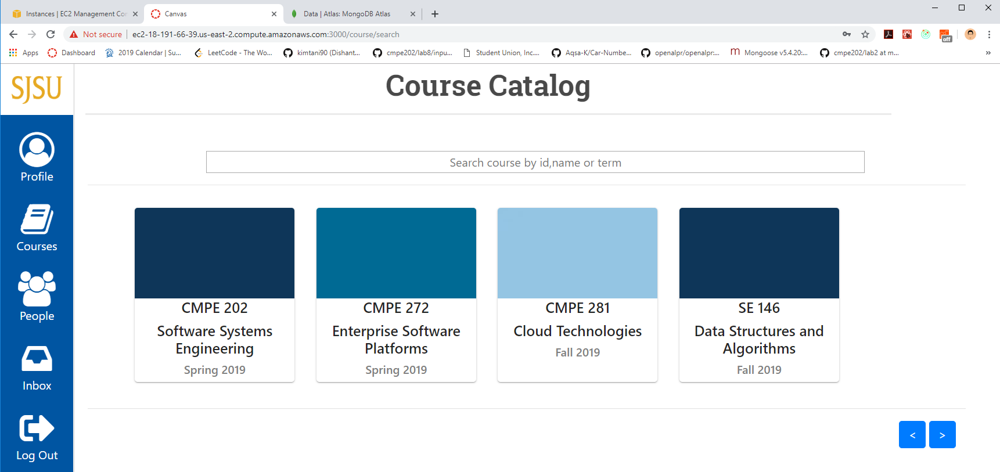 Instances | EC2 Management Con
Canvas
Data | Atlas: MongoDB Atlas
Not secure
ec2-18-191-66-39.us-east-2.compute.amazonaws.com:3000/course/search
off
Apps
Dashboard
2019 Calendar | Su...
LeetCode - The Wo...
kimtani90 (Dishant...
cmpe202/lab8/inpu...
Student Union, Inc....
Aqsa-K/Car-Numbe...
openalpr/openalpr:...
m
Mongoose v5.4.20:...
cmpe202/lab2 at m...
»
SJSU
Profile
Courses
People
Inbox
Log Out
Course Catalog
Search course by id,name or term
CMPE 202
Software Systems
Engineering
Spring 2019
CMPE 272
Enterprise Software
Platforms
Spring 2019
CMPE 281
Cloud Technologies
Fall 2019
SE 146
Data Structures and
Algorithms
Fall 2019
<
>